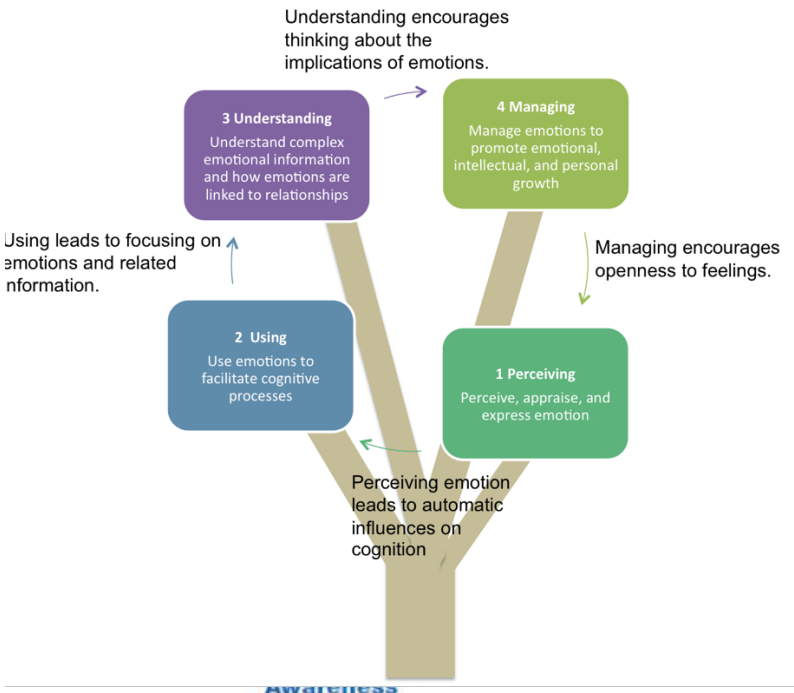 Understanding encourages
thinking about the
implications of emotions.
3 Understanding
Understand complex
emotional information
and how emotions are
linked to relationships
4 Managing
Manage emotions to
promote emotional,
intellectual, and personal
growth
Using leads to focusing on
emotions and related
nformation.
Managing encourages
openness to feelings.
2 Using
Use emotions to
facilitate cognitive
processes
1 Perceiving
Perceive, appraise, and
express emotion
Perceiving emotion
leads to automatic
influences on
cognition
Awareness